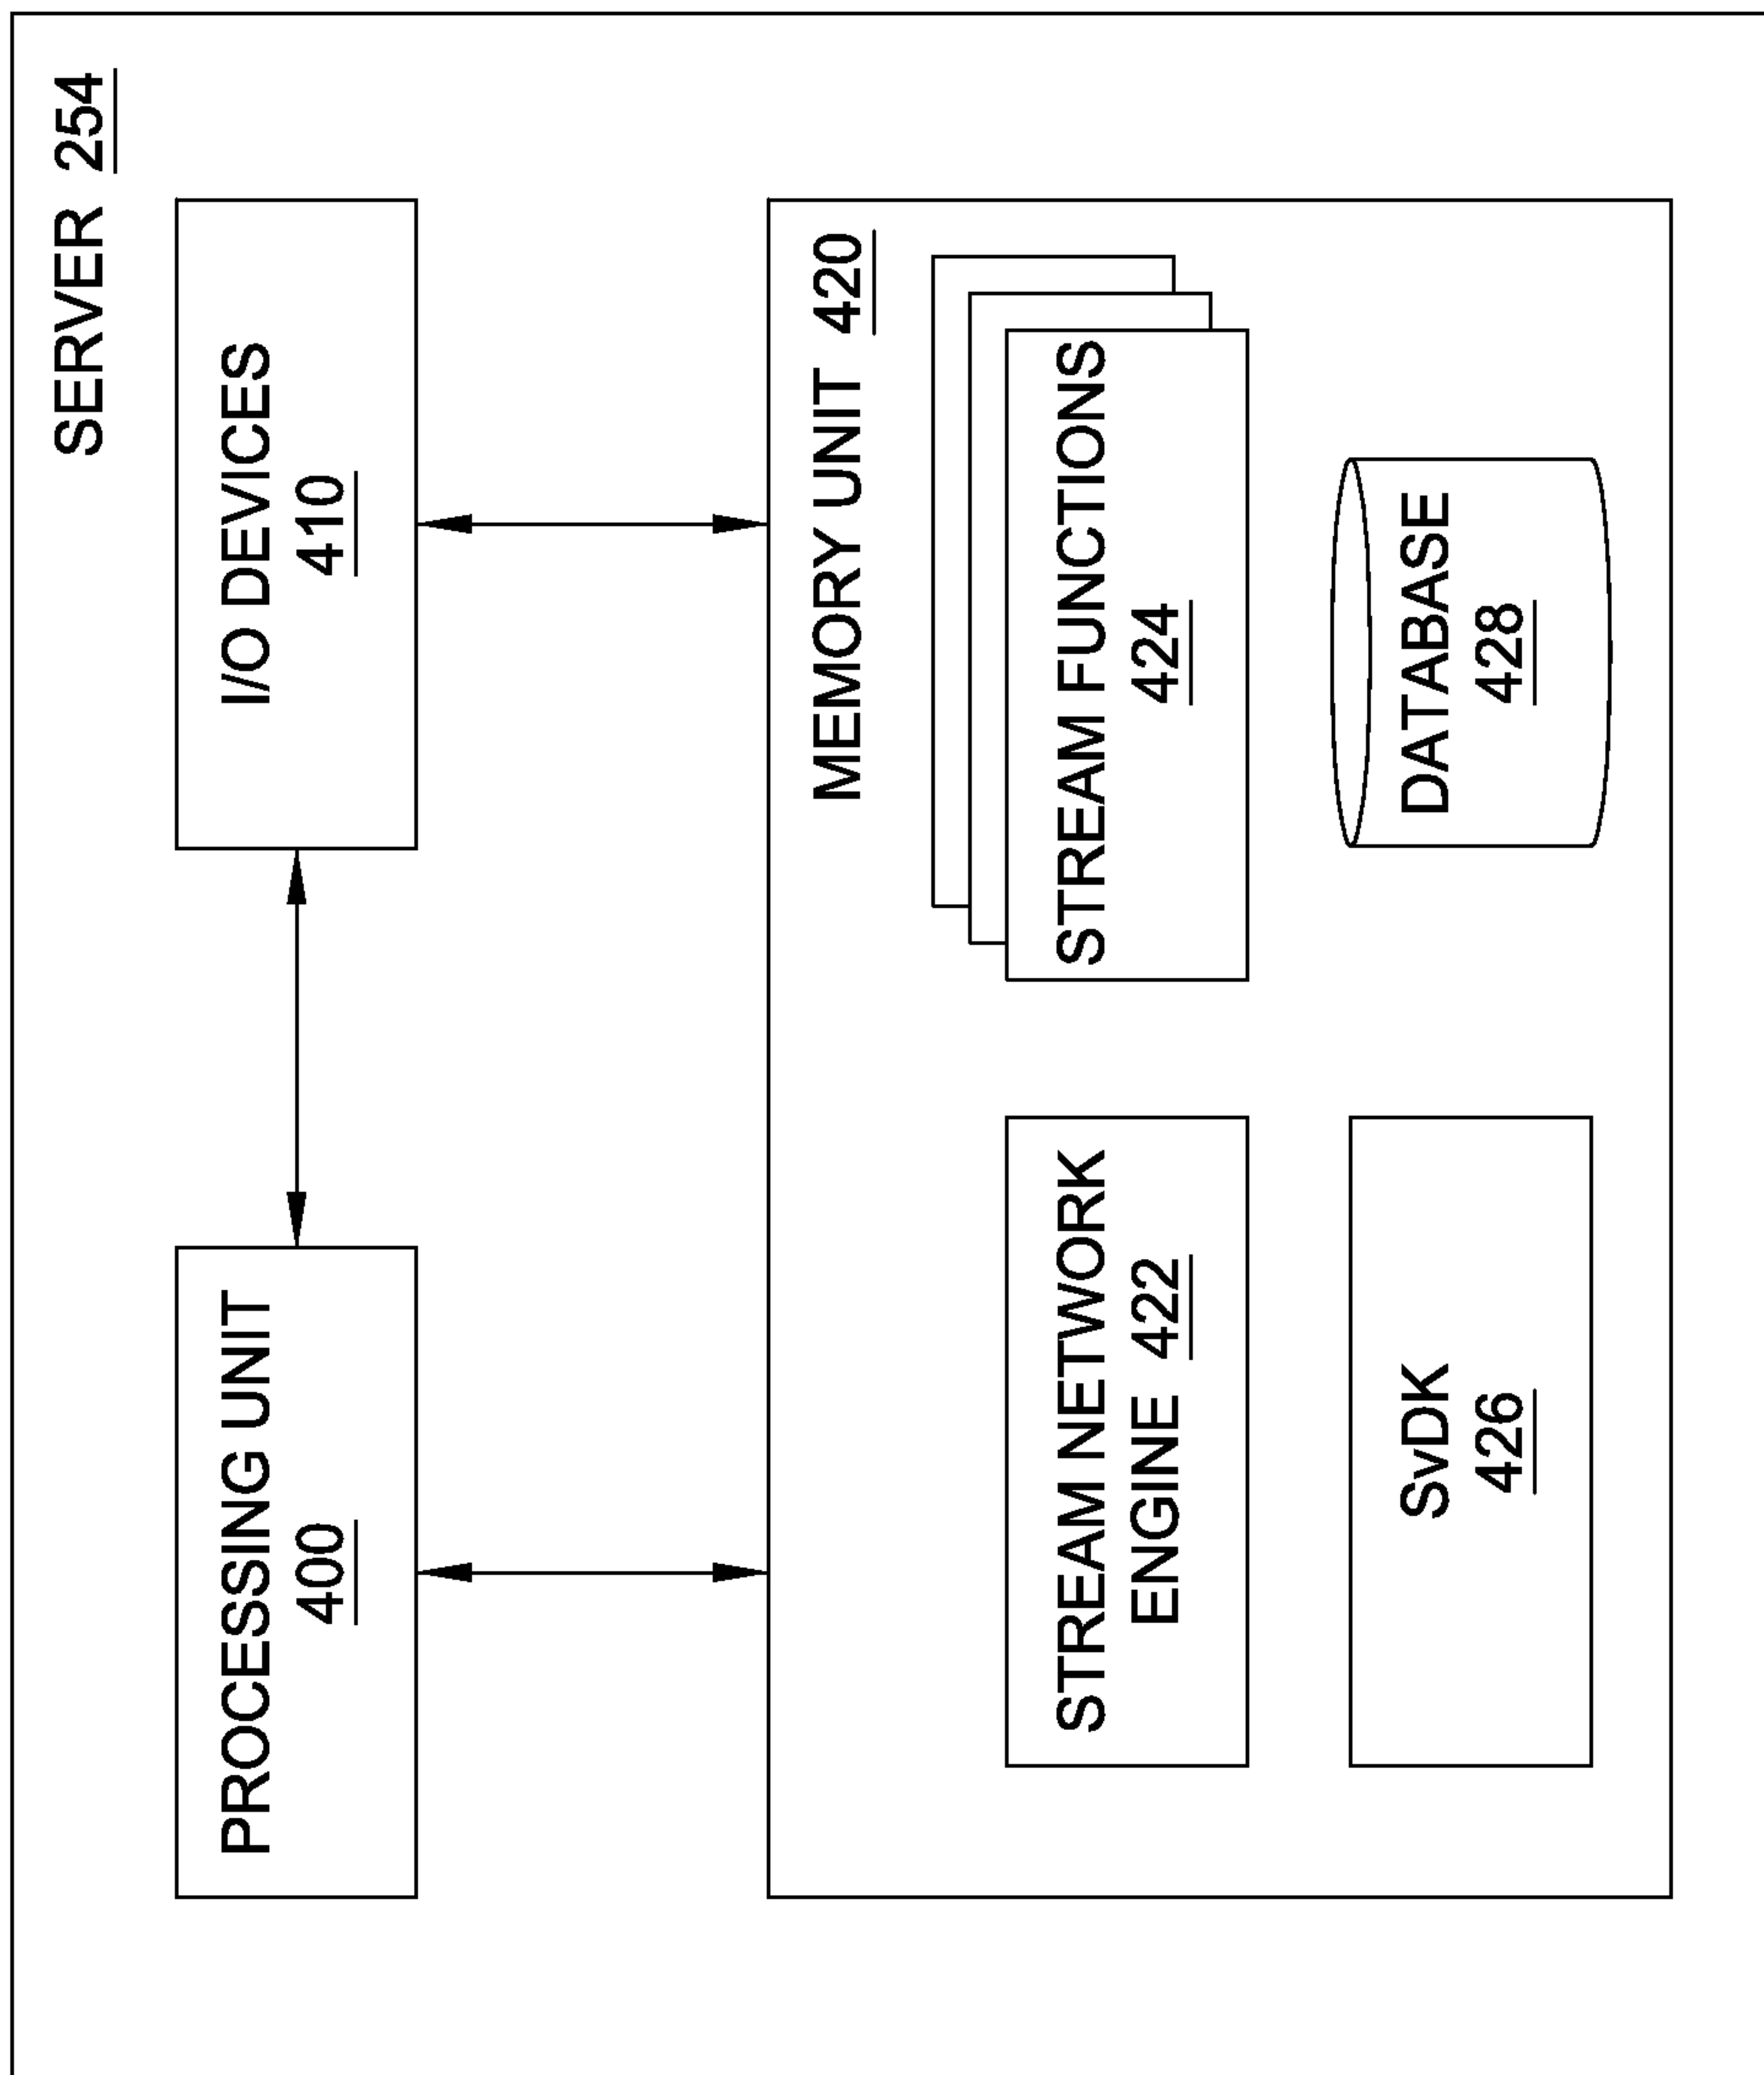 SERVER 254
PROCESSING UNIT
400
I/O DEVICES
410
MEMORY UNIT 420
STREAM NETWORK
ENGINE 422
STREAM FUNCTIONS
424
SvDK
426
DATABASE
428